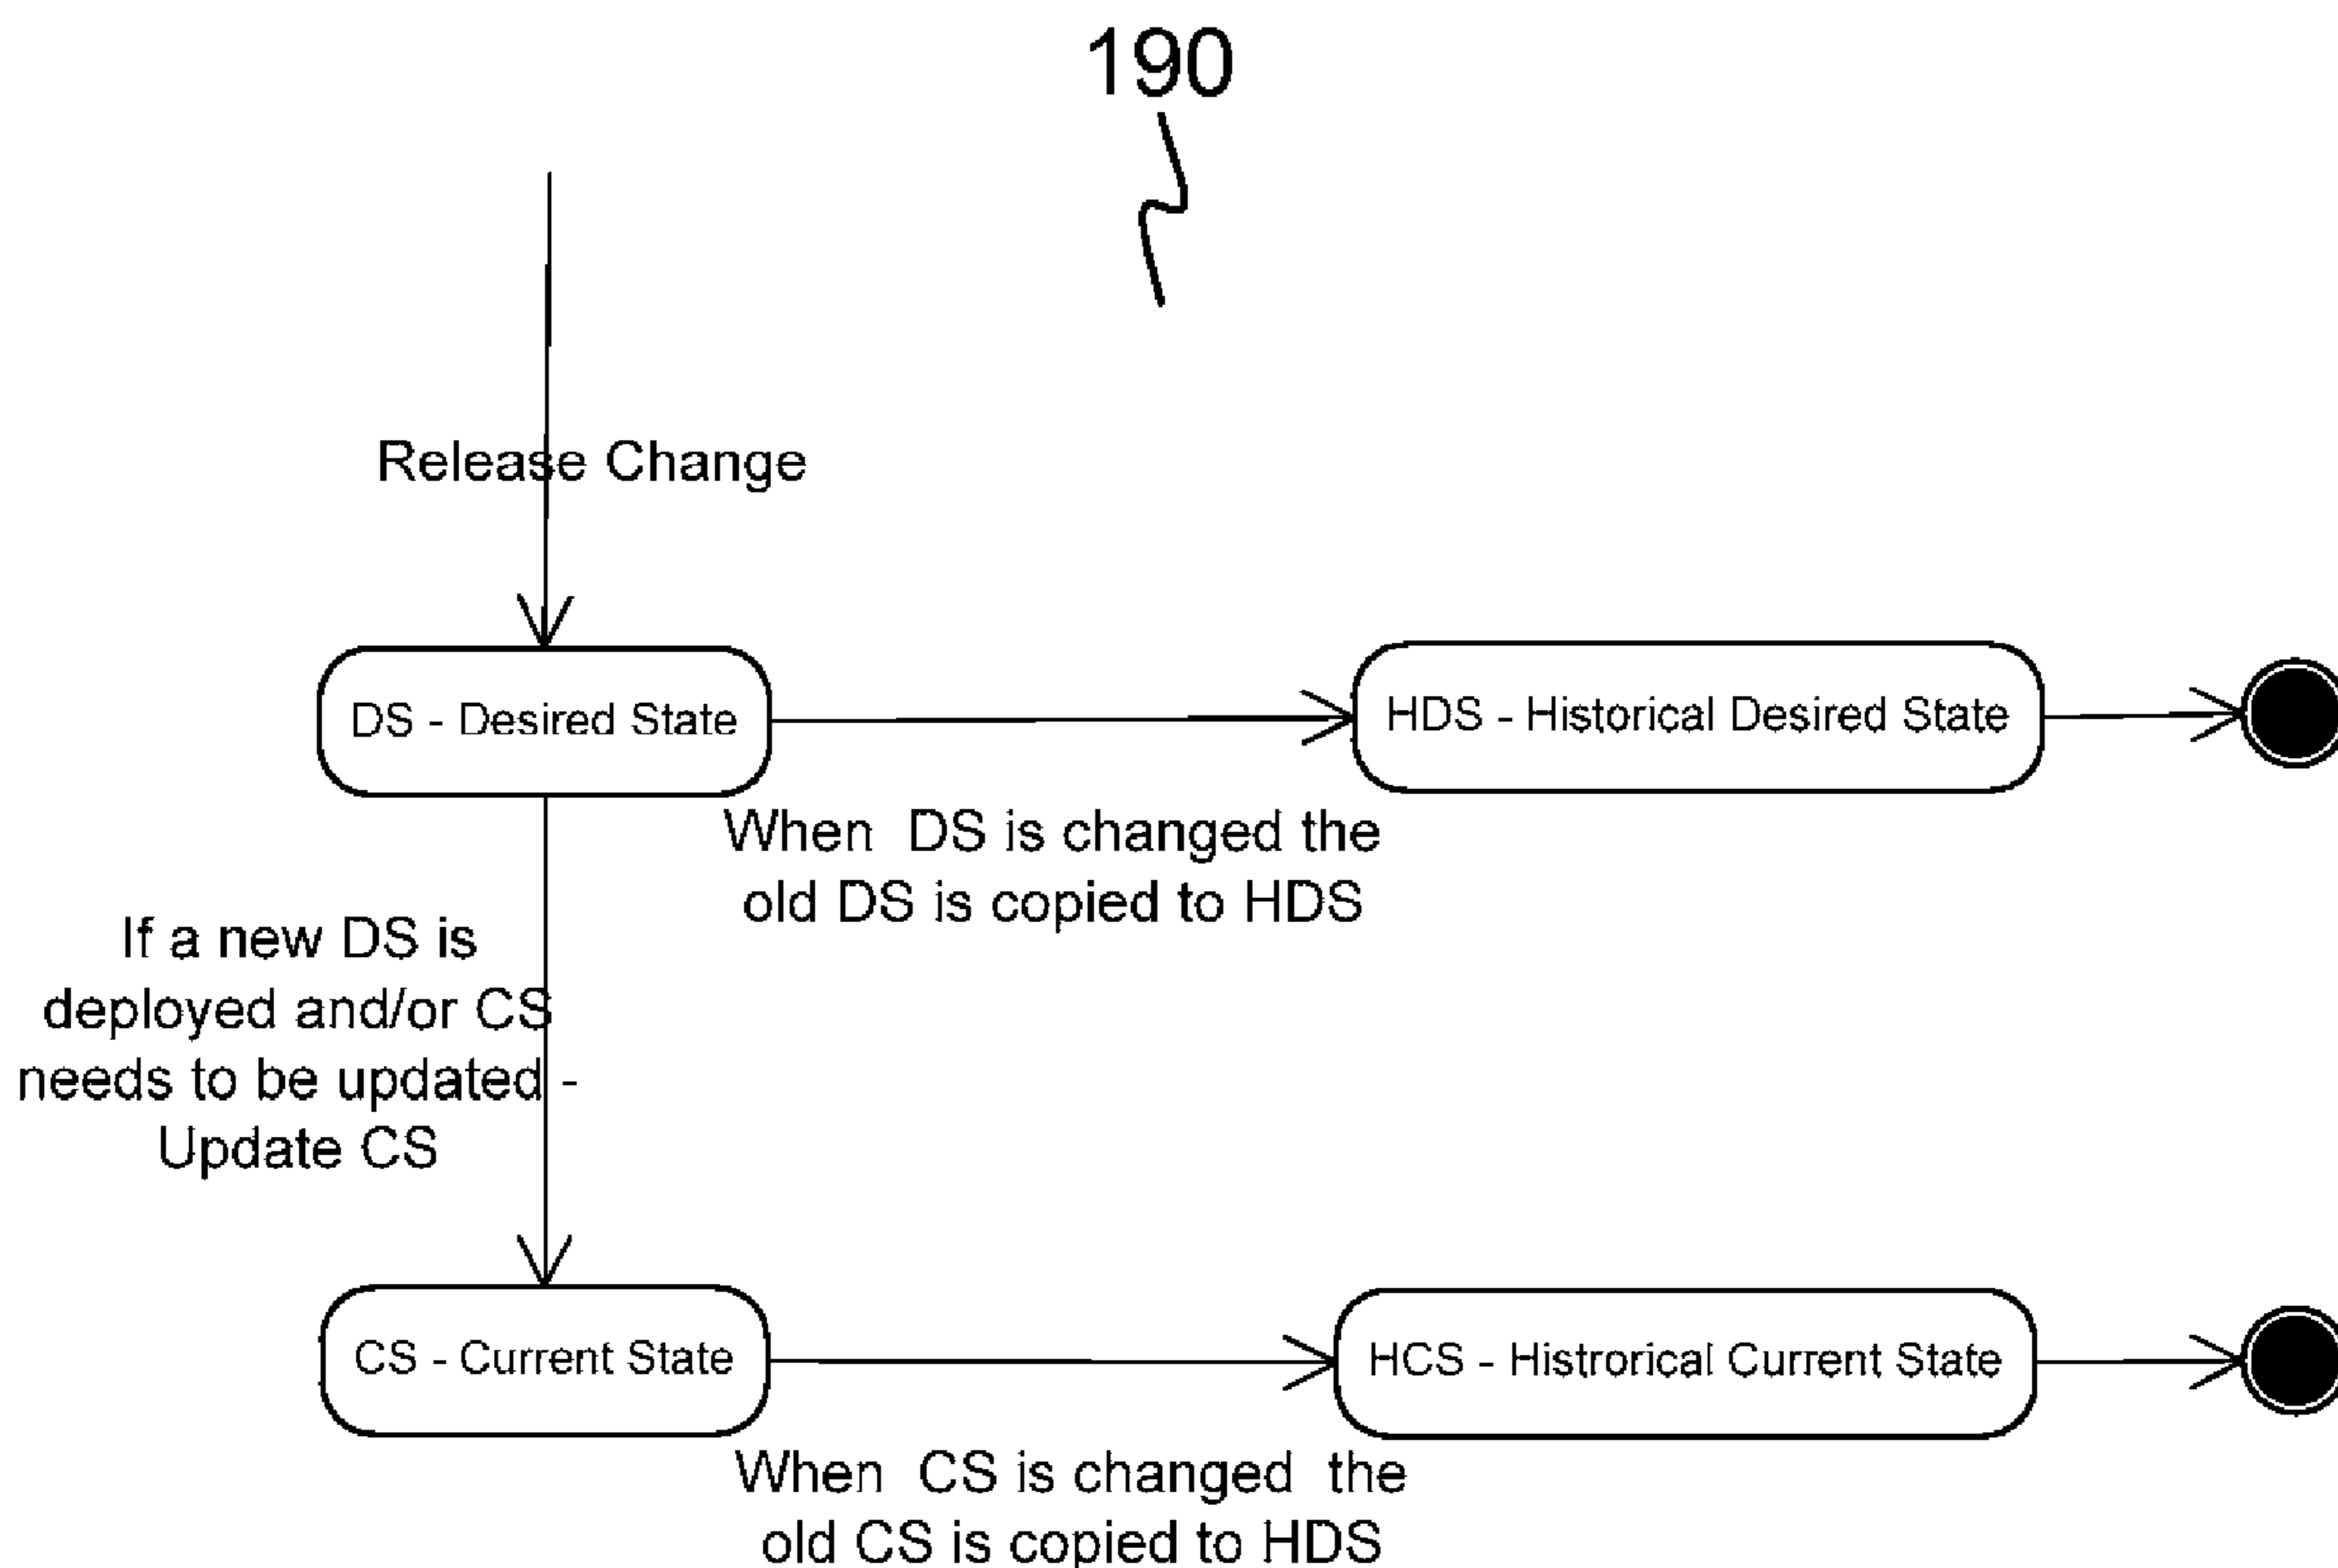 190
Release Change
DS - Desired State
HDS - Historical Desired State
When DS is changed the
old DS is copied to HDS
If a new DS is
deployed and/or CS
needs to be updated -
Update CS
CS - Current State
HCS - Histrorical Current State
When CS is changed the
old CS is copied to HDS